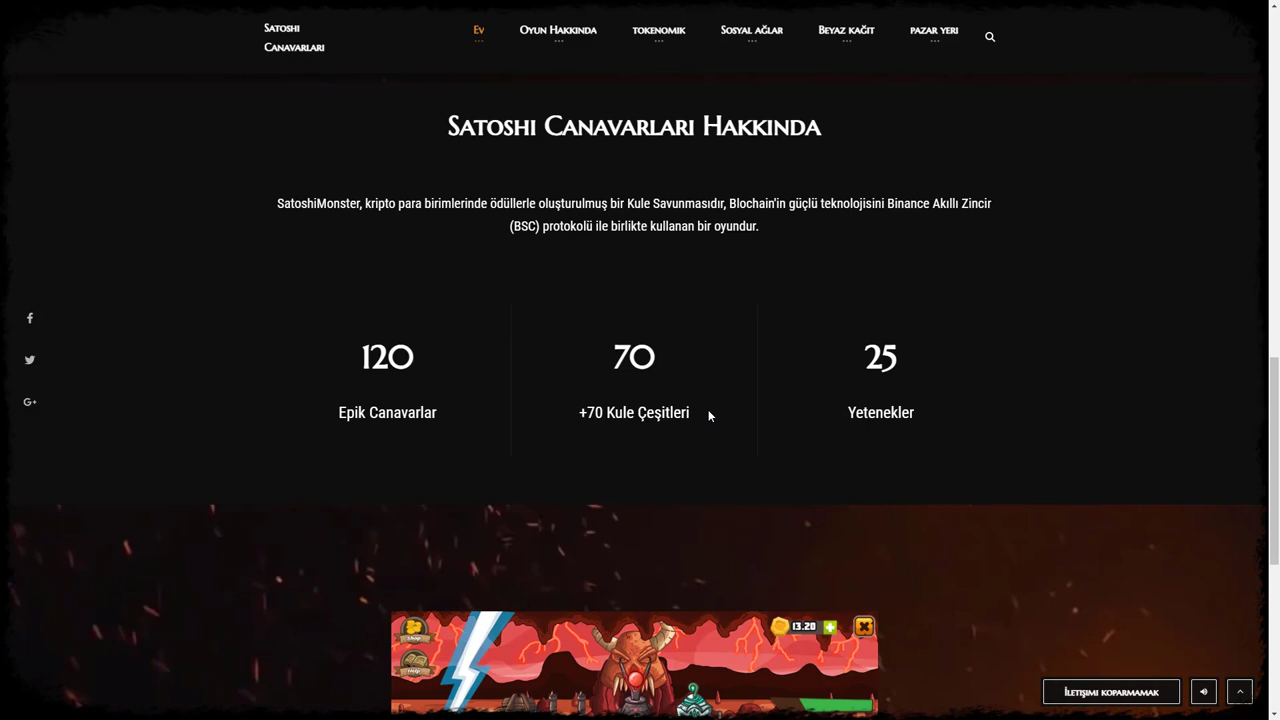 Satoshi
Canavarları
Ev
Oyun Hakkında
tokenomik
Sosyal ağlar
Beyaz kağıt
pazar yeri
Satoshi Canavarları Hakkında
SatoshiMonster, kripto para birimlerinde ödüllerle oluşturulmuş bir Kule Savunmasıdır, Blochain'in güçlü teknolojisini Binance Akıllı Zincir
(BSC) protokolü ile birlikte kullanan bir oyundur.
120
70
25
Epik Canavarlar
+70 Kule Çeşitleri
Yetenekler
Shop
13.20
İletişimi koparmamak